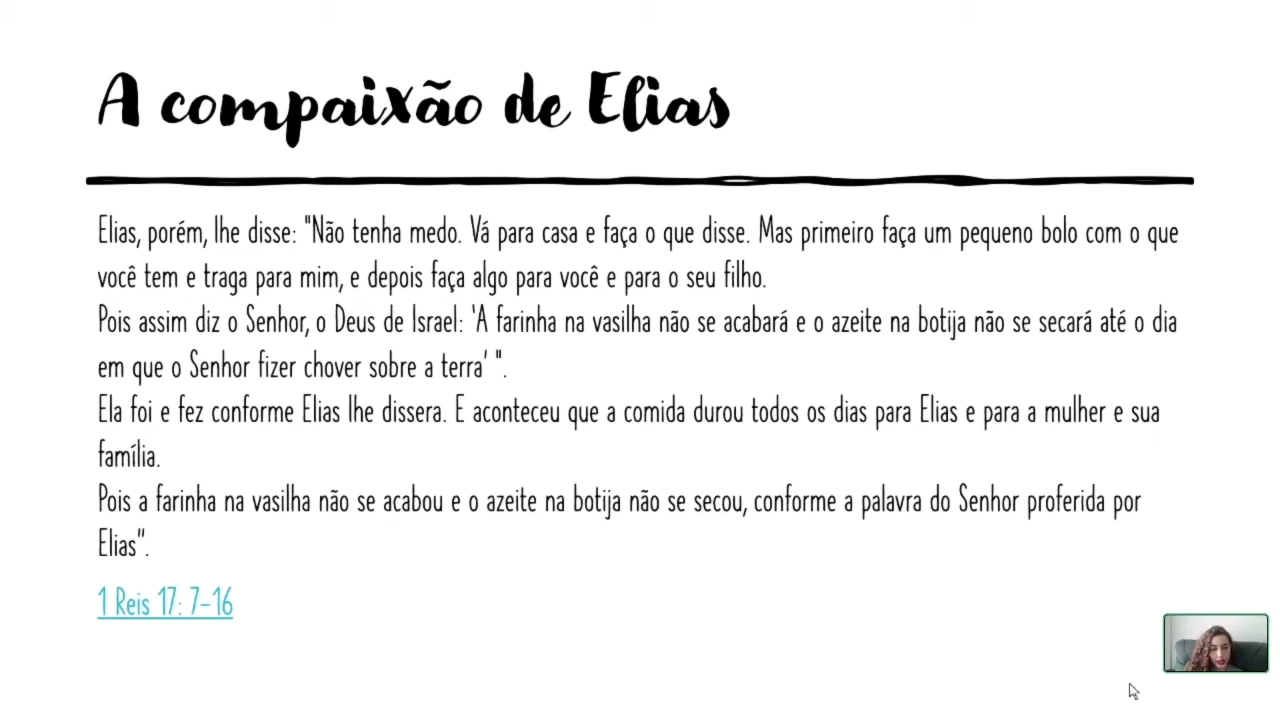 A compaixão de Elias
Elias, porém, lhe disse: "Não tenha medo. Vá para casa e faça o que disse. Mas primeiro faça um pequeno bolo com o que
você tem e traga para mim, e depois faça algo para você e para o seu filho.
Pois assim diz o Senhor, o Deus de Israel: 'A farinha na vasilha não se acabará e o azeite na botija não se secará até o dia
em que o Senhor fizer chover sobre a terra' ".
Ela foi e fez conforme Elias lhe dissera. E aconteceu que a comida durou todos os dias para Elias e para a mulher e sua
família.
Pois a farinha na vasilha não se acabou e o azeite na botija não se secou, conforme a palavra do Senhor proferida por
Elias".
1 Reis 17: 7-16